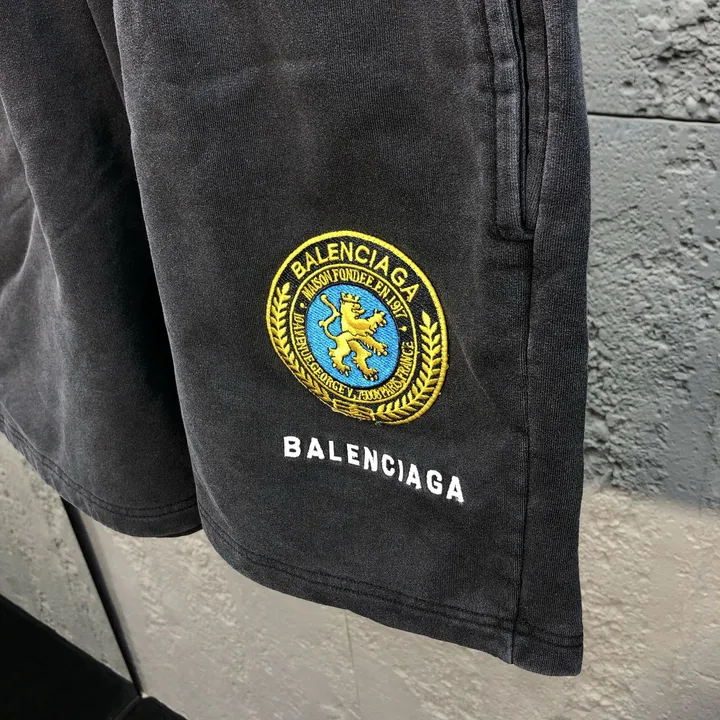 BALENCIAGA
MAISON FONDEE EN 1917
10 AVENUE GEORGE V, 75008 PARIS, FRANCE
BALENCIAGA